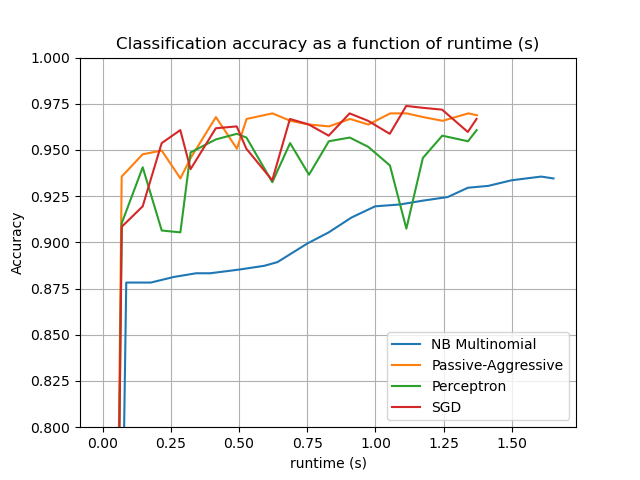 Classification accuracy as a function of runtime (s)
1.000
0.975
0.950
0.925
0.900
0.875
0.850
0.825
0.800
Accuracy
NB Multinomial
Passive-Aggressive
Perceptron
SGD
0.00 0.25 0.50 0.75 1.00 1.25 1.50
runtime (s)